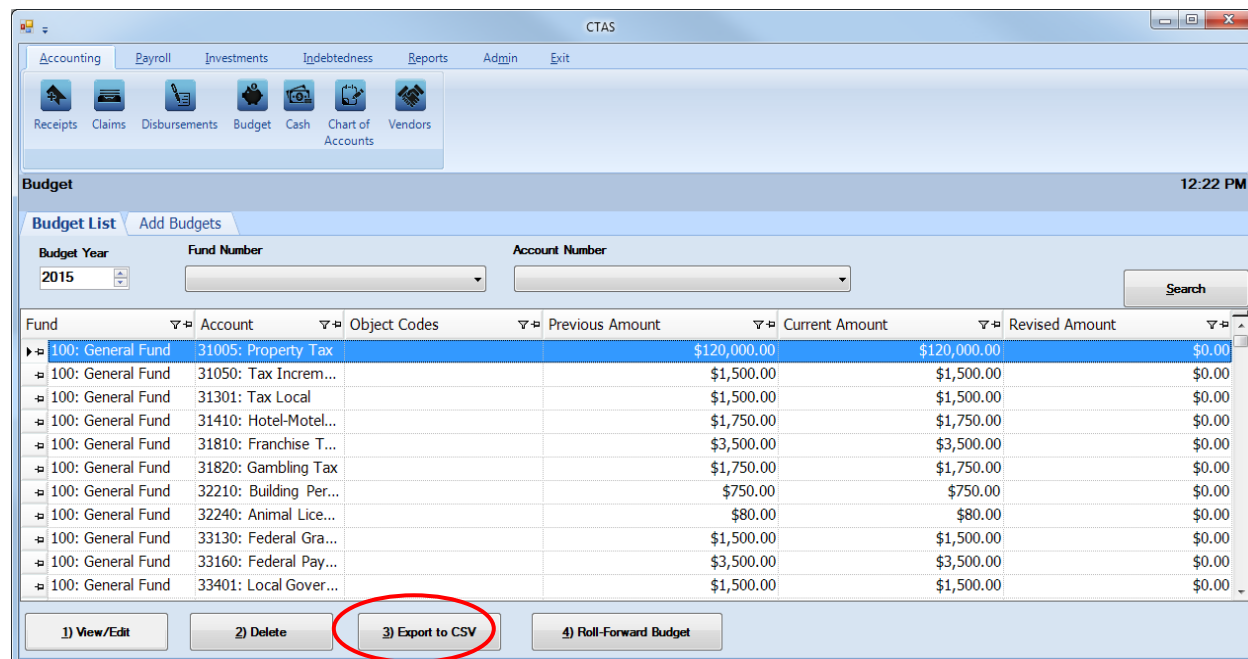 CTAS
Accounting Payroll Investments Indebtedness Reports Admin Exit
Receipts Claims Disbursements Budget Cash Chart of Accounts Vendors
Budget 12:22 PM
Budget List Add Budgets
Budget Year Fund Number Account Number
2015
Search
Fund Account Object Codes Previous Amount Current Amount Revised Amount
100: General Fund 31005: Property Tax $120,000.00 $120,000.00 $0.00
100: General Fund 31050: Tax Increm... $1,500.00 $1,500.00 $0.00
100: General Fund 31301: Tax Local $1,500.00 $1,500.00 $0.00
100: General Fund 31410: Hotel-Motel... $1,750.00 $1,750.00 $0.00
100: General Fund 31810: Franchise T... $3,500.00 $3,500.00 $0.00
100: General Fund 31820: Gambling Tax $1,750.00 $1,750.00 $0.00
100: General Fund 32210: Building Per... $750.00 $750.00 $0.00
100: General Fund 32240: Animal Lice... $80.00 $80.00 $0.00
100: General Fund 33130: Federal Gra... $1,500.00 $1,500.00 $0.00
100: General Fund 33160: Federal Pay... $3,500.00 $3,500.00 $0.00
100: General Fund 33401: Local Gover... $1,500.00 $1,500.00 $0.00
1) View/Edit 2) Delete 3) Export to CSV 4) Roll-Forward Budget